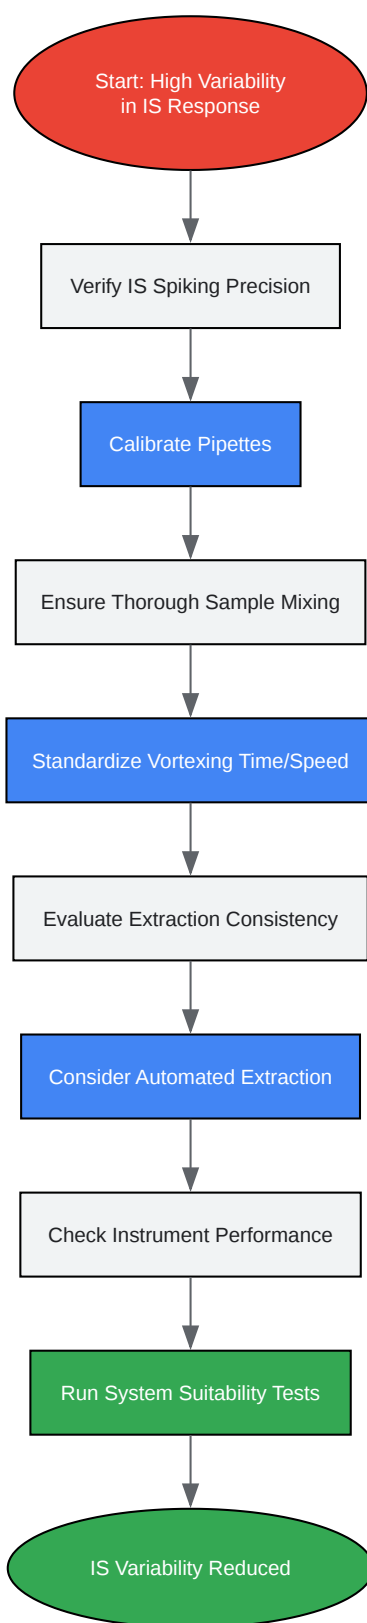 Start: High Variability
in IS Response
Verify IS Spiking Precision
Calibrate Pipettes
Ensure Thorough Sample Mixing
Standardize Vortexing Time/Speed
Evaluate Extraction Consistency
Consider Automated Extraction
Check Instrument Performance
Run System Suitability Tests
IS Variability Reduced